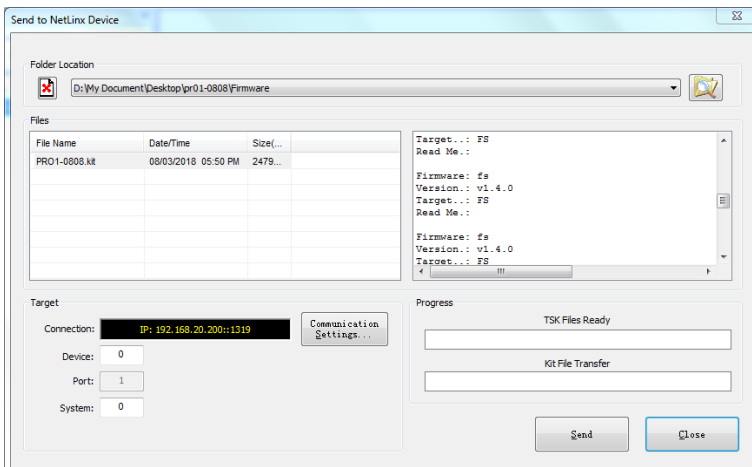 Send to NetLinx Device
Folder Location
D:\My Document\Desktop\pr01-0808\Firmware
Files
File Name Date/Time Size(...
PRO1-0808.kit 08/03/2018 05:50 PM 2479...
Target..: FS
Read Me.:
Firmware: fs
Version.: v1.4.0
Target..: FS
Read Me.:
Firmware: fs
Version.: v1.4.0
Target..: FS
Target
Connection: IP: 192.168.20.200::1319
Communication
Settings...
Device: 0
Port: 1
System: 0
Progress
TSK Files Ready
Kit File Transfer
Send
Close